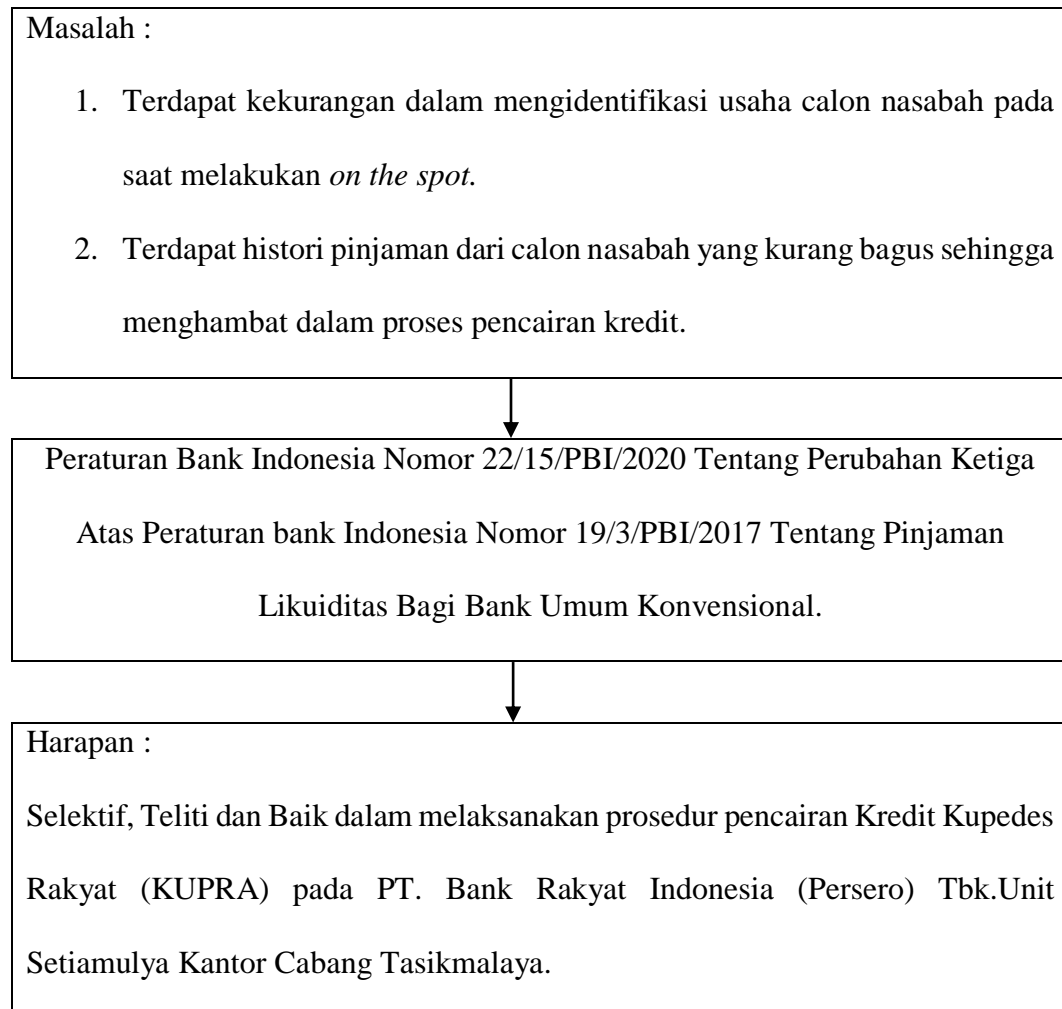 Masalah :
1. Terdapat kekurangan dalam mengidentifikasi usaha calon nasabah pada
saat melakukan on the spot.
2. Terdapat histori pinjaman dari calon nasabah yang kurang bagus sehingga
menghambat dalam proses pencairan kredit.
Peraturan Bank Indonesia Nomor 22/15/PBI/2020 Tentang Perubahan Ketiga
Atas Peraturan bank Indonesia Nomor 19/3/PBI/2017 Tentang Pinjaman
Likuiditas Bagi Bank Umum Konvensional.
Harapan :
Selektif, Teliti dan Baik dalam melaksanakan prosedur pencairan Kredit Kupedes
Rakyat (KUPRA) pada PT. Bank Rakyat Indonesia (Persero) Tbk.Unit
Setiamulya Kantor Cabang Tasikmalaya.